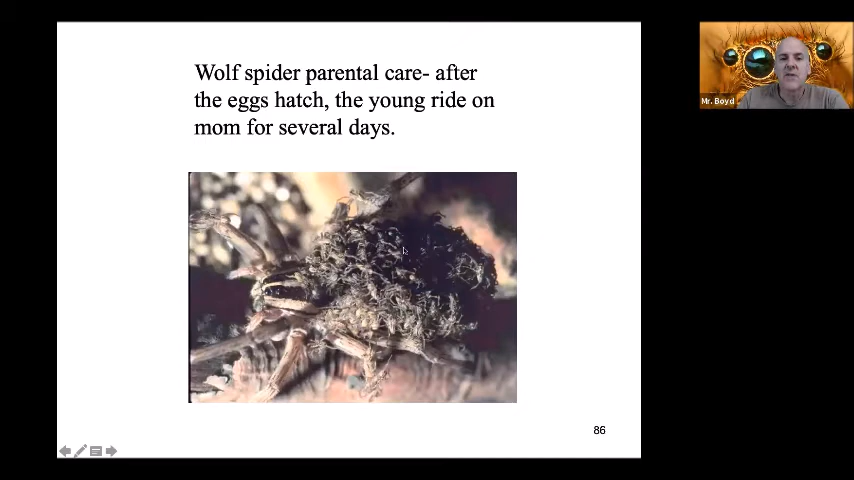 Wolf spider parental care- after
the eggs hatch, the young ride on
mom for several days.
Mr. Boyd
86